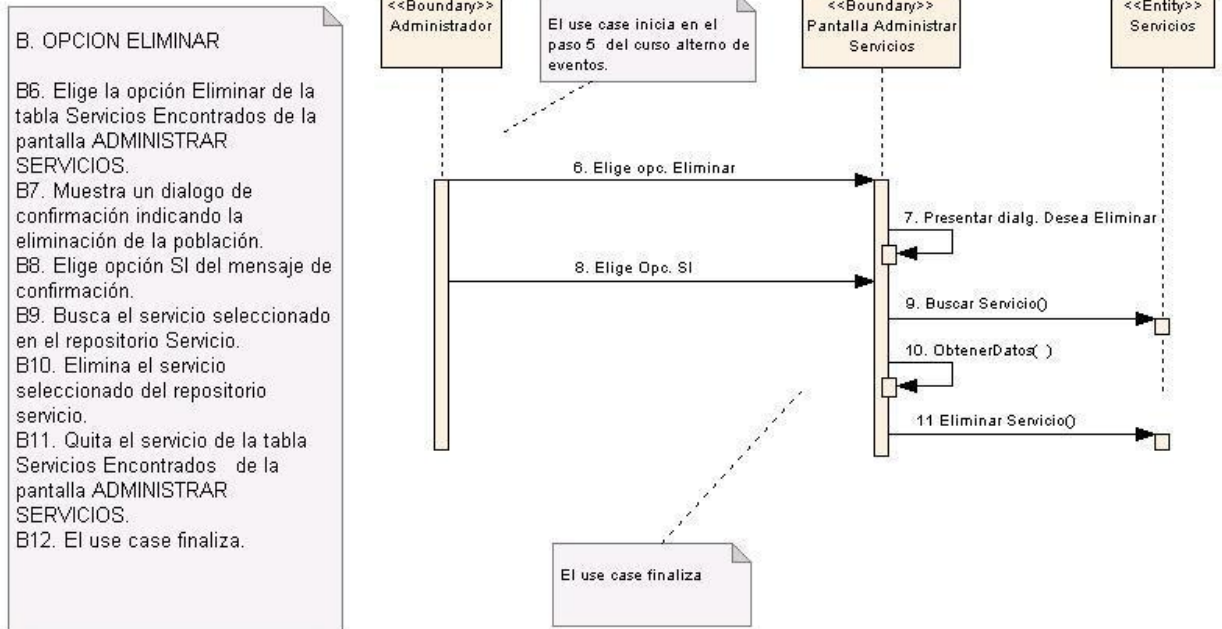 B. OPCION ELIMINAR
B6. Elige la opción Eliminar de la
tabla Servicios Encontrados de la
pantalla ADMINISTRAR
SERVICIOS.
B7. Muestra un dialogo de
confirmación indicando la
eliminación de la población.
B8. Elige opción SI del mensaje de
confirmación.
B9. Busca el servicio seleccionado
en el repositorio Servicio.
B10. Elimina el servicio
seleccionado del repositorio
servicio.
B11. Quita el servicio de la tabla
Servicios Encontrados de la
pantalla ADMINISTRAR
SERVICIOS.
B12. El use case finaliza.
<<Boundary>>
Administrador
El use case inicia en el
paso 5 del curso alterno de
eventos.
<<Boundary>>
Pantalla Administrar
Servicios
<<Entity>>
Servicios
6. Elige opc. Eliminar
7. Presentar dialg. Desea Eliminar
8. Elige Opc. SI
9. Buscar Servicio()
10. ObtenerDatos( )
11 Eliminar Servicio()
El use case finaliza